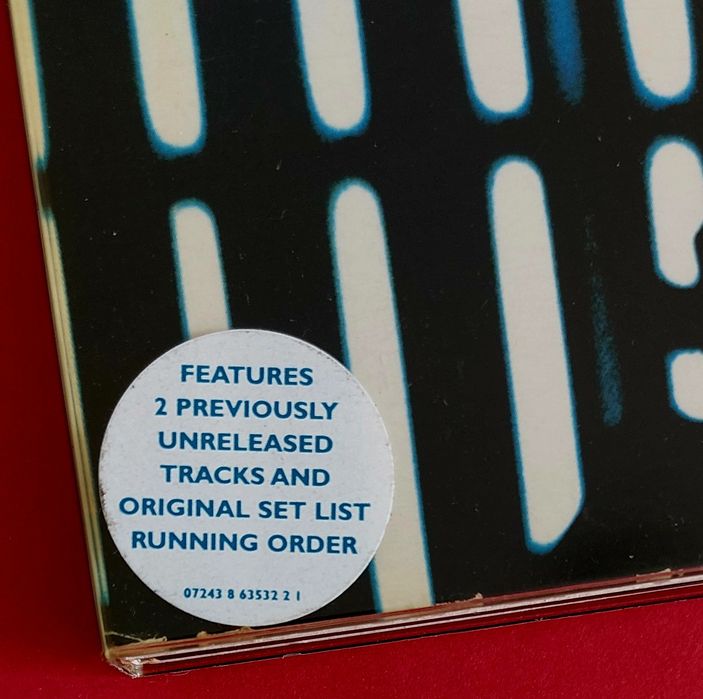 FEATURES
2 PREVIOUSLY
UNRELEASED
TRACKS AND
ORIGINAL SET LIST
RUNNING ORDER
07243 8 63532 2 1